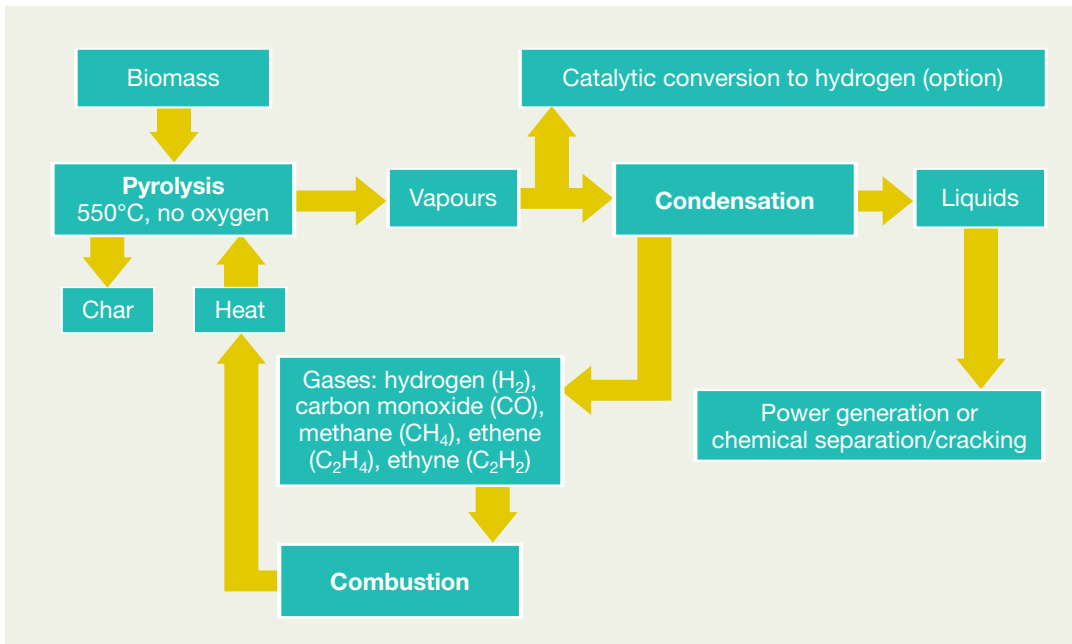 Biomass
Catalytic conversion to hydrogen (option)
Pyrolysis
550°C, no oxygen
Vapours
Condensation
Liquids
Char
Heat
Gases: hydrogen (H₂),
carbon monoxide (CO),
methane (CH₄), ethene
(C₂H₄), ethyne (C₂H₂)
Power generation or
chemical separation/cracking
Combustion